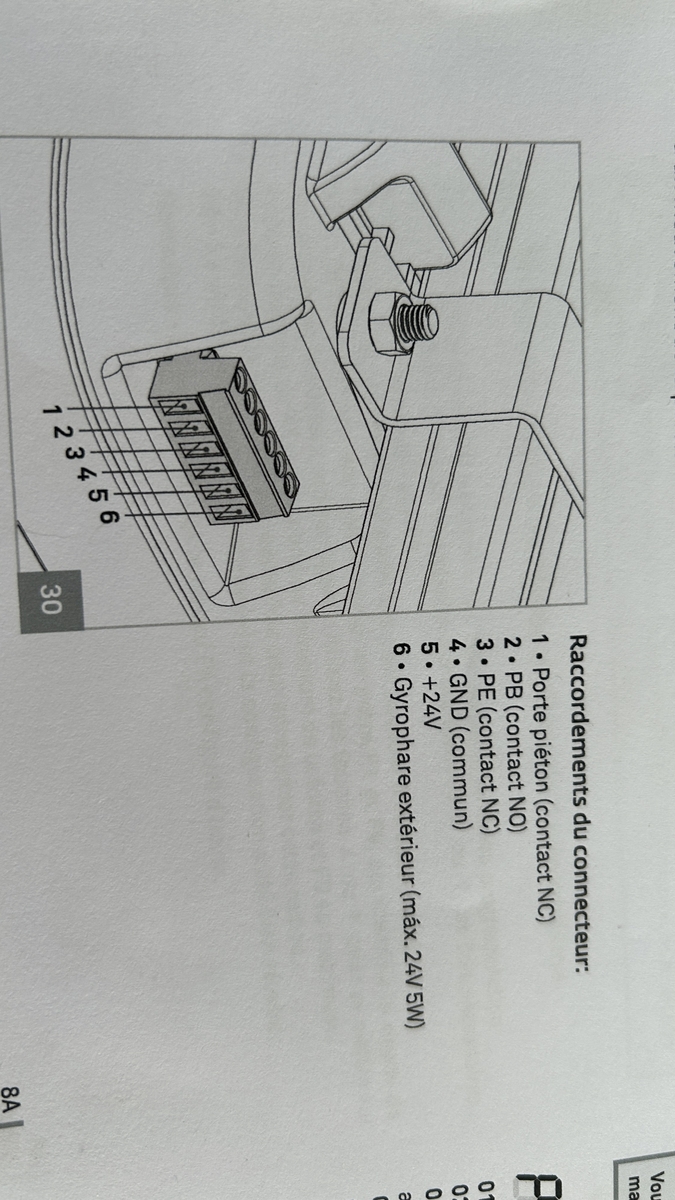 1
2
3
4
5
6
30
Raccordements du connecteur:
1 • Porte piéton (contact NC)
2 • PB (contact NO)
3 • PE (contact NC)
4 • GND (commun)
5 • +24V
6 • Gyrophare extérieur (máx. 24V 5W)
8A